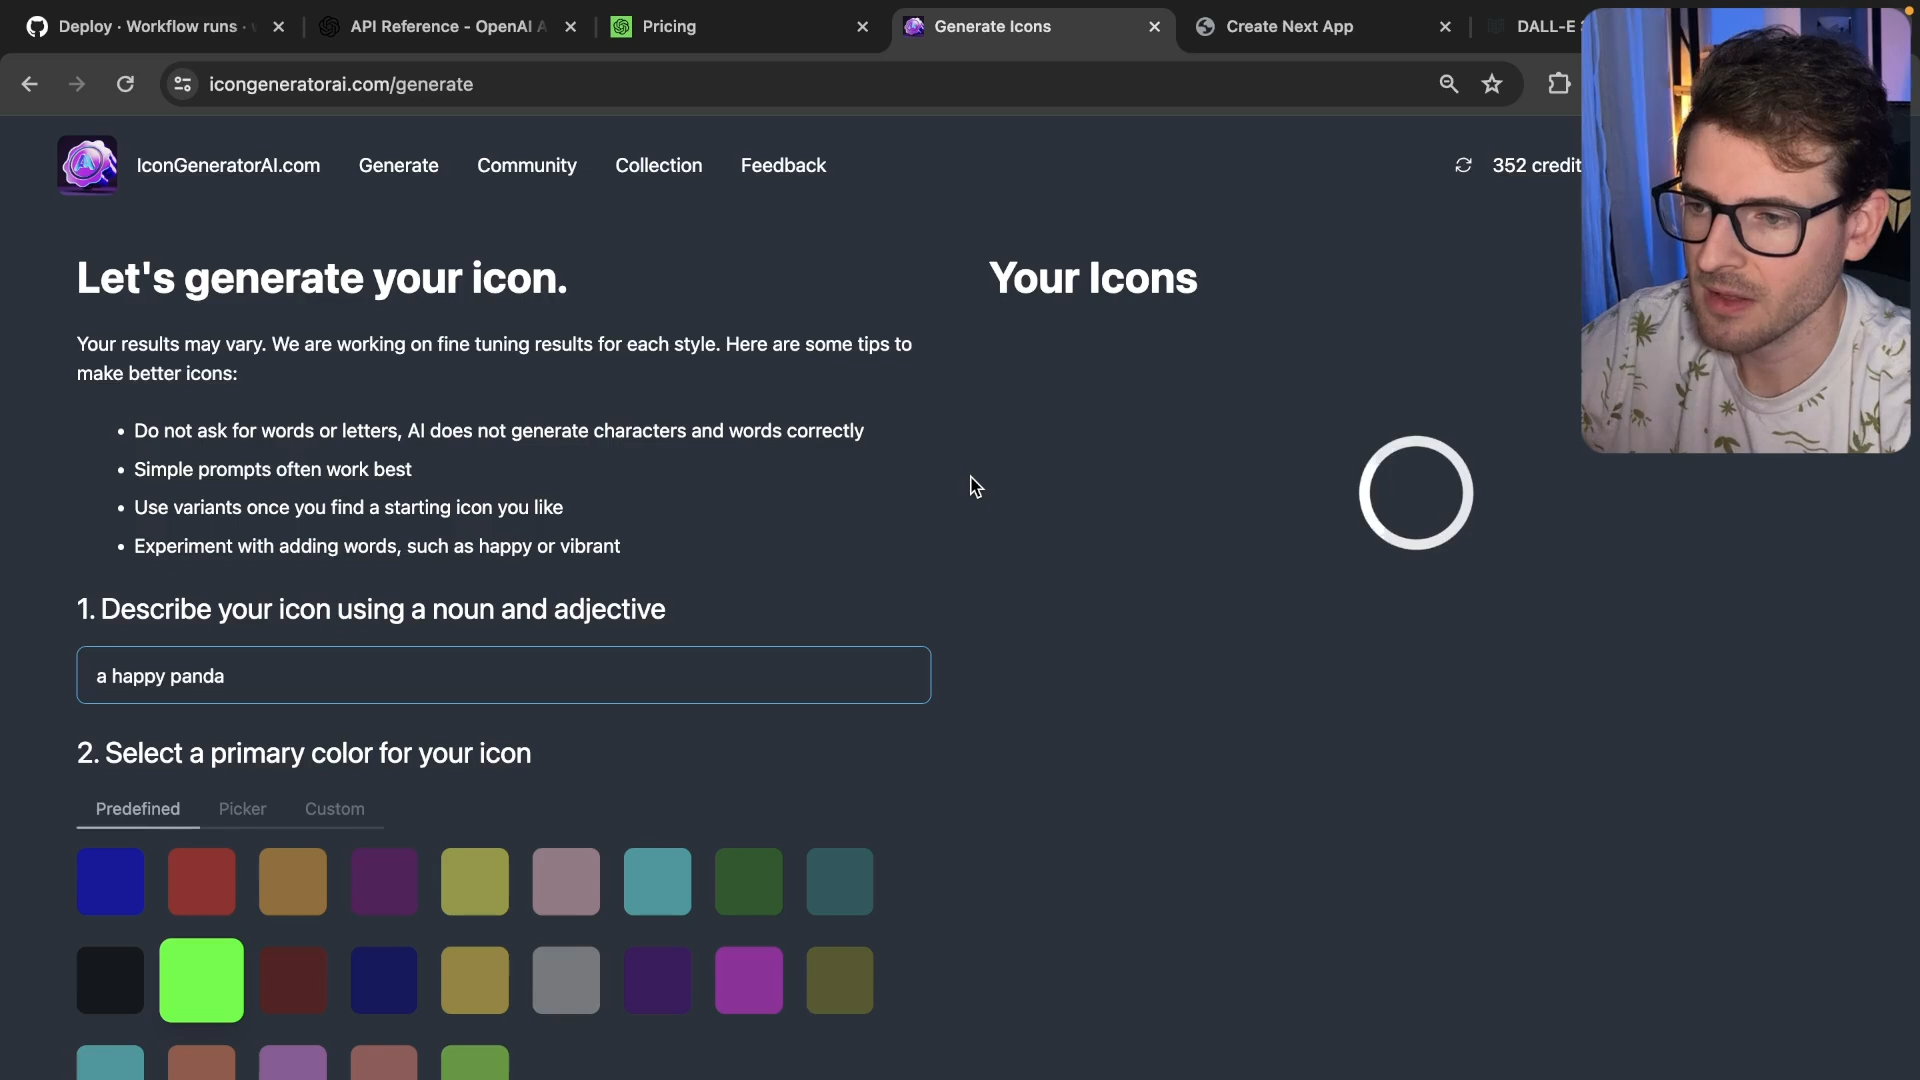 Deploy · Workflow runs ·
API Reference - OpenAI A
Pricing
Generate Icons
Create Next App
DALL-E
icongeneratorai.com/generate
IconGeneratorAI.com
Generate
Community
Collection
Feedback
352 credit
Let's generate your icon.
Your results may vary. We are working on fine tuning results for each style. Here are some tips to
make better icons:
• Do not ask for words or letters, AI does not generate characters and words correctly
• Simple prompts often work best
• Use variants once you find a starting icon you like
• Experiment with adding words, such as happy or vibrant
1. Describe your icon using a noun and adjective
a happy panda
2. Select a primary color for your icon
Predefined
Picker
Custom
Your Icons